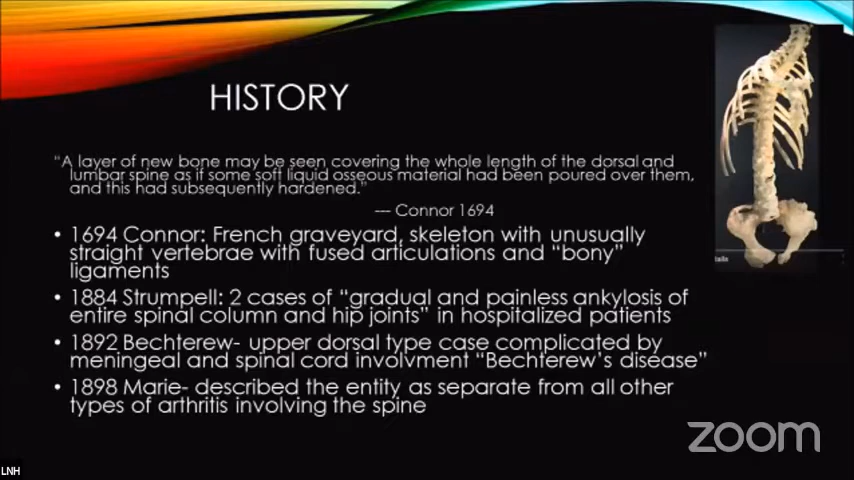 HISTORY
"A layer of new bone may be seen covering the whole length of the dorsal and
lumbar spine as if some soft liquid osseous material had been poured over them,
and this had subsequently hardened."
--- Connor 1694
• 1694 Connor: French graveyard, skeleton with unusually
straight vertebrae with fused articulations and "bony"
ligaments
• 1884 Strumpell: 2 cases of "gradual and painless ankylosis of
entire spinal column and hip joints" in hospitalized patients
• 1892 Bechterew- upper dorsal type case complicated by
meningeal and spinal cord involvment "Bechterew's disease"
• 1898 Marie- described the entity as separate from all other
types of arthritis involving the spine
zoom
LNH